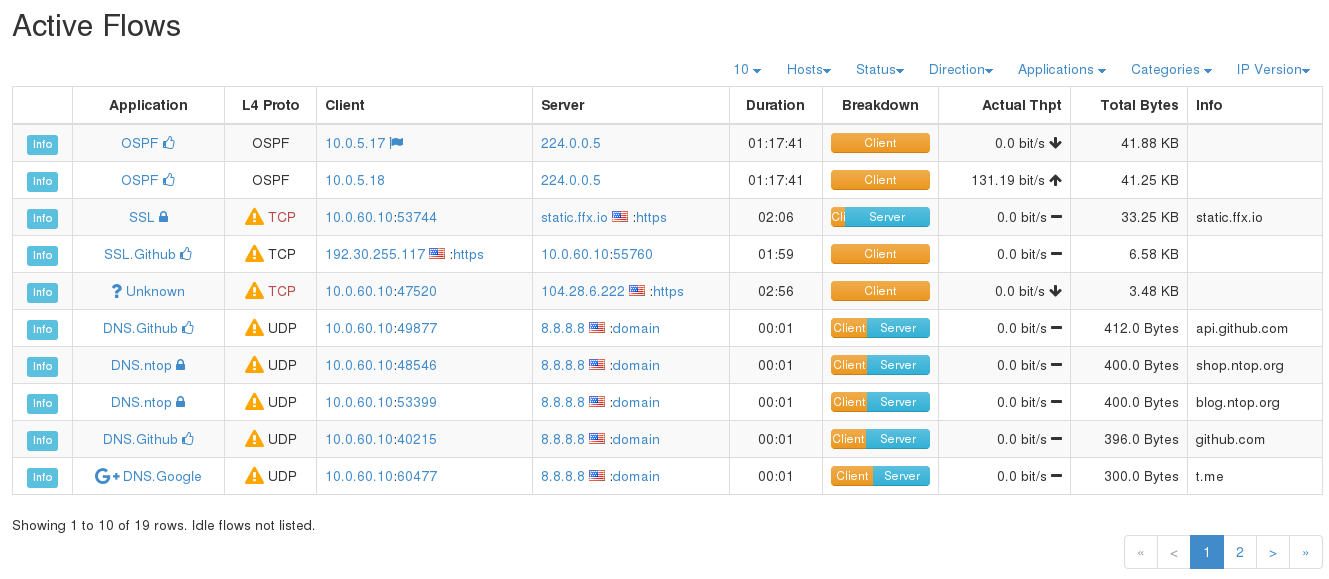 Active Flows
10 Hosts Status Direction Applications Categories IP Version
Application L4 Proto Client Server Duration Breakdown Actual Thpt Total Bytes Info
Info OSPF OSPF 10.0.5.17 224.0.0.5 01:17:41 Client 0.0 bit/s 41.88 KB
Info OSPF OSPF 10.0.5.18 224.0.0.5 01:17:41 Client 131.19 bit/s 41.25 KB
Info SSL TCP 10.0.60.10:53744 static.ffx.io :https 02:06 Cli Server 0.0 bit/s 33.25 KB static.ffx.io
Info SSL.Github TCP 192.30.255.117 :https 10.0.60.10:55760 01:59 Client 0.0 bit/s 6.58 KB
Info ? Unknown TCP 10.0.60.10:47520 104.28.6.222 :https 02:56 Client 0.0 bit/s 3.48 KB
Info DNS.Github UDP 10.0.60.10:49877 8.8.8.8 :domain 00:01 Client Server 0.0 bit/s 412.0 Bytes api.github.com
Info DNS.ntop UDP 10.0.60.10:48546 8.8.8.8 :domain 00:01 Client Server 0.0 bit/s 400.0 Bytes shop.ntop.org
Info DNS.ntop UDP 10.0.60.10:53399 8.8.8.8 :domain 00:01 Client Server 0.0 bit/s 400.0 Bytes blog.ntop.org
Info DNS.Github UDP 10.0.60.10:40215 8.8.8.8 :domain 00:01 Client Server 0.0 bit/s 396.0 Bytes github.com
Info G+ DNS.Google UDP 10.0.60.10:60477 8.8.8.8 :domain 00:01 Client Server 0.0 bit/s 300.0 Bytes t.me
Showing 1 to 10 of 19 rows. Idle flows not listed.
« < 1 2 > »